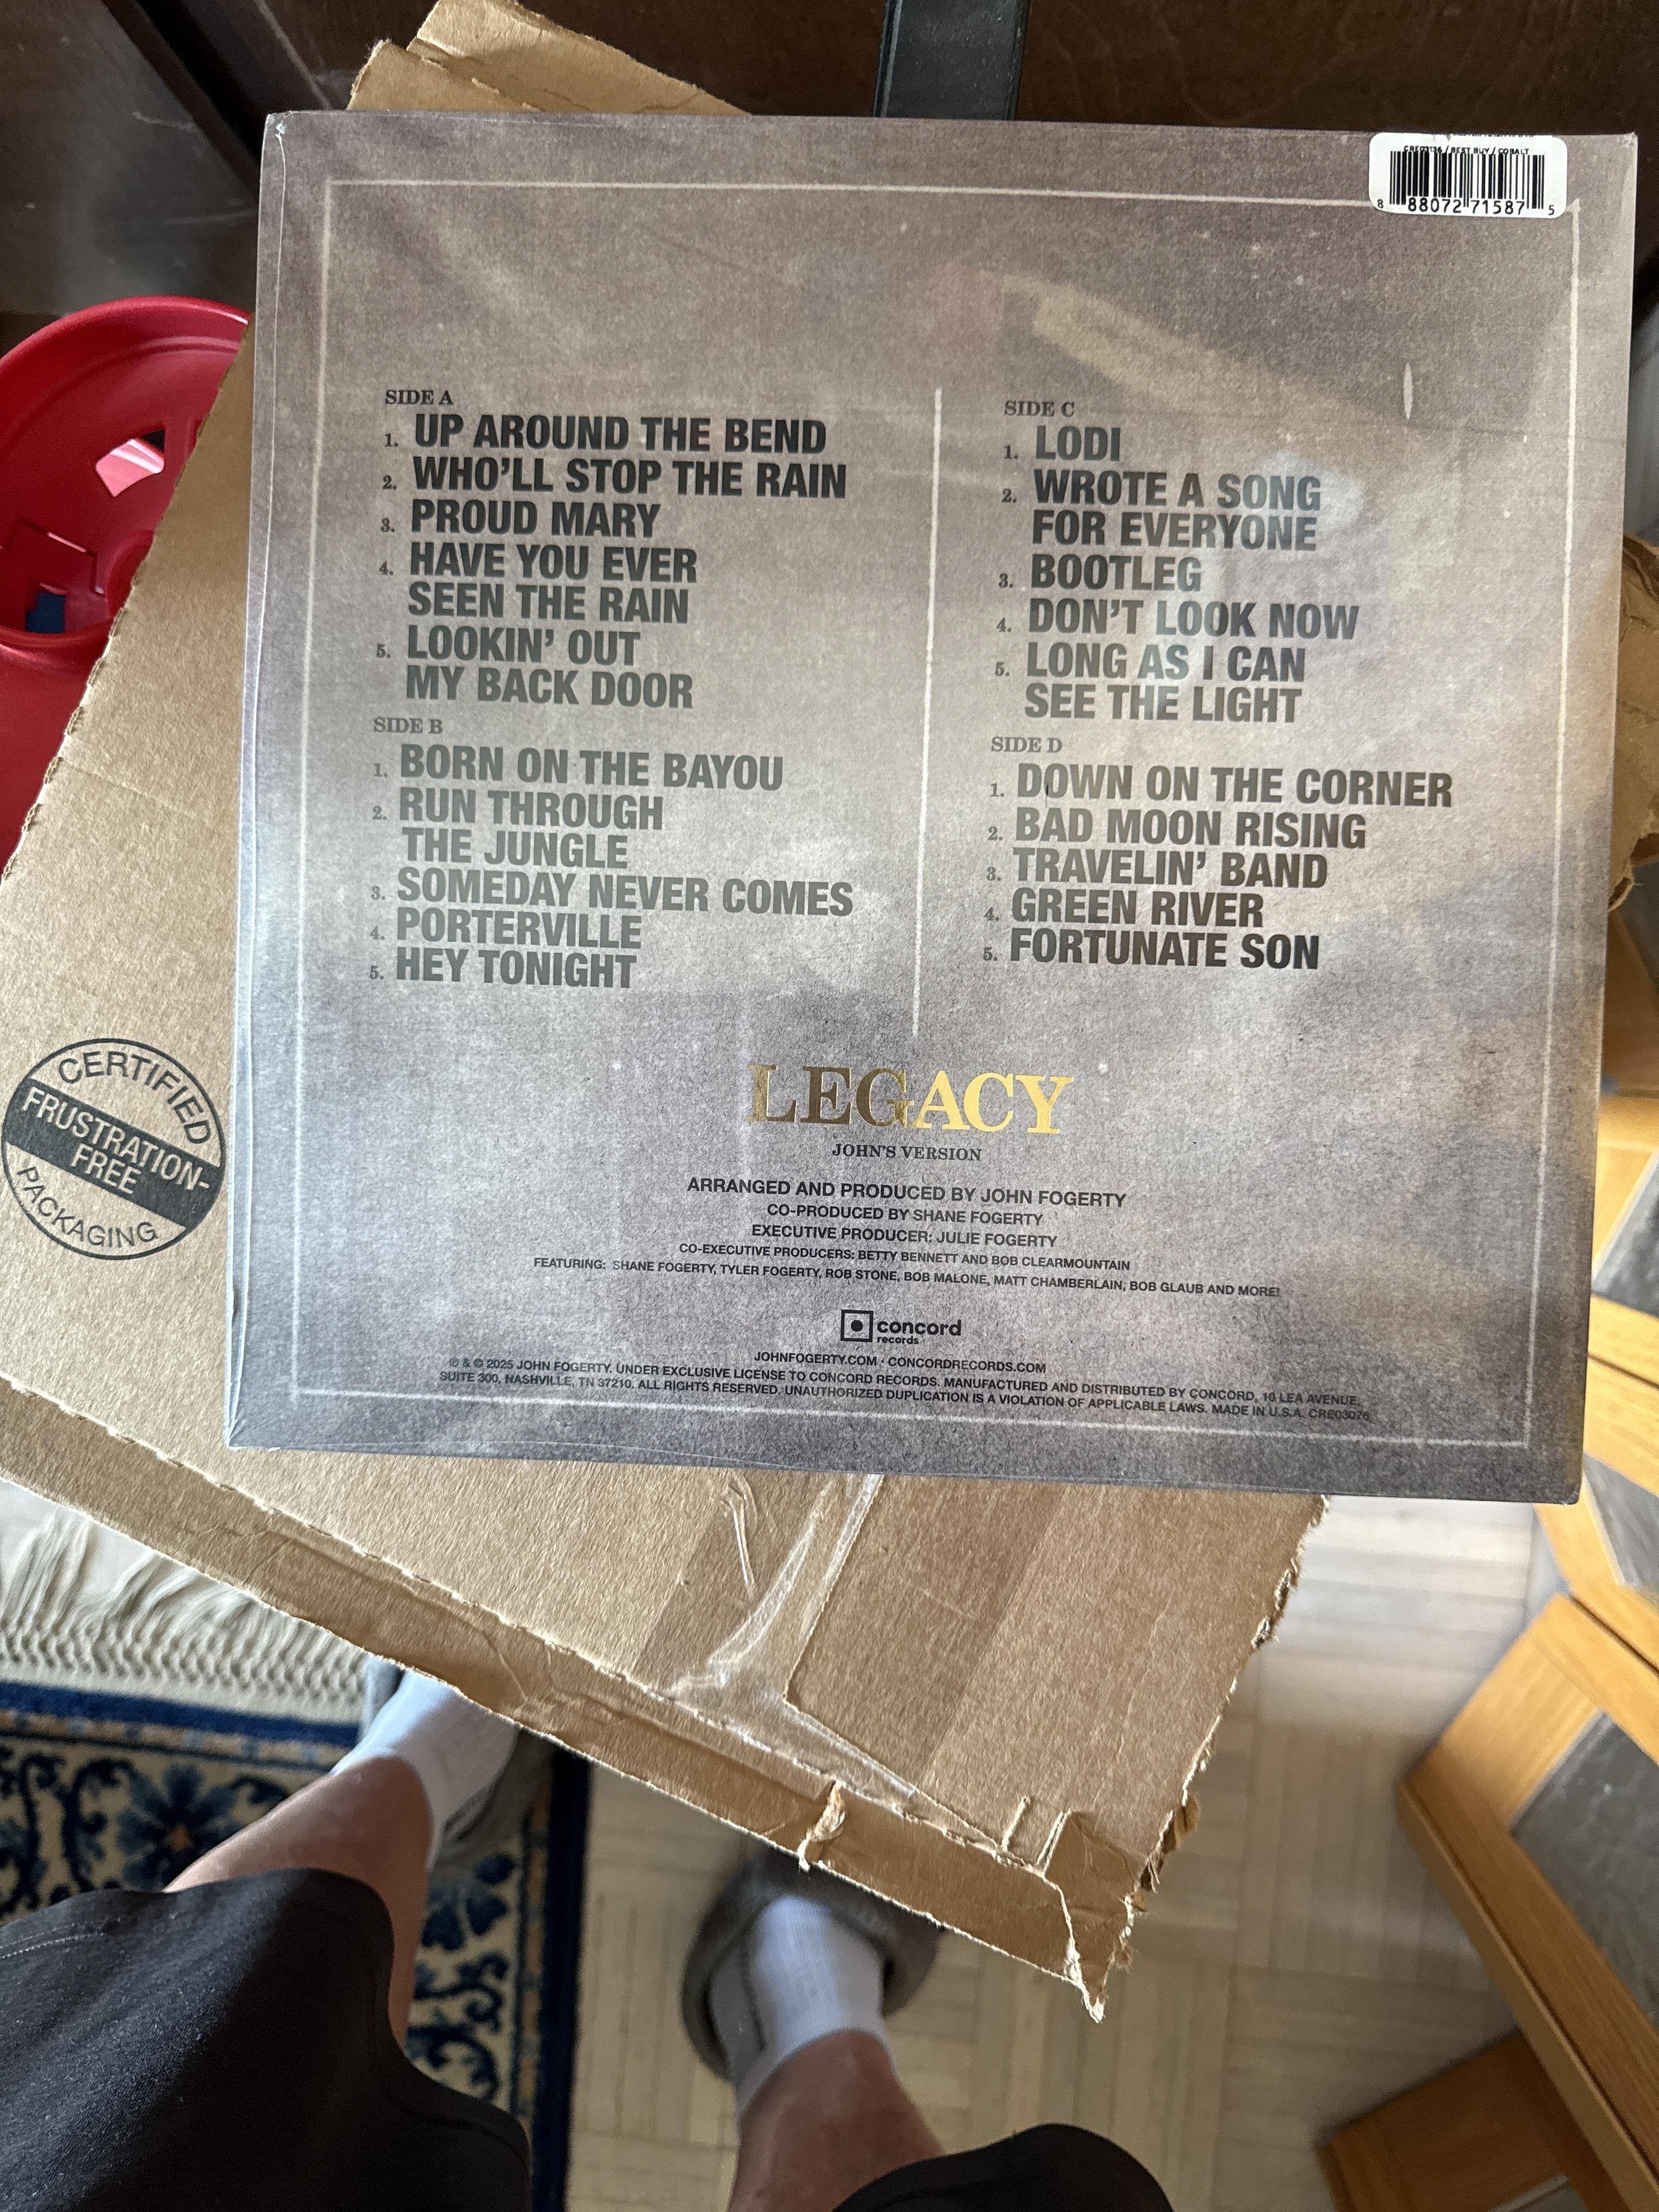 CRE03136 / BEST BUY / COBALT
8 88072 71587 5
SIDE A
1. UP AROUND THE BEND
2. WHO'LL STOP THE RAIN
3. PROUD MARY
4. HAVE YOU EVER
SEEN THE RAIN
5. LOOKIN' OUT
MY BACK DOOR
SIDE B
1. BORN ON THE BAYOU
2. RUN THROUGH
THE JUNGLE
3. SOMEDAY NEVER COMES
4. PORTERVILLE
5. HEY TONIGHT
SIDE C
1. LODI
2. WROTE A SONG
FOR EVERYONE
3. BOOTLEG
4. DON'T LOOK NOW
5. LONG AS I CAN
SEE THE LIGHT
SIDE D
1. DOWN ON THE CORNER
2. BAD MOON RISING
3. TRAVELIN' BAND
4. GREEN RIVER
5. FORTUNATE SON
LEGACY
JOHN'S VERSION
ARRANGED AND PRODUCED BY JOHN FOGERTY
CO-PRODUCED BY SHANE FOGERTY
EXECUTIVE PRODUCER: JULIE FOGERTY
CO-EXECUTIVE PRODUCERS: BETTY BENNETT AND BOB CLEARMOUNTAIN
FEATURING: SHANE FOGERTY, TYLER FOGERTY, ROB STONE, BOB MALONE, MATT CHAMBERLAIN, BOB GLAUB AND MORE!
concord
records
JOHNFOGERTY.COM · CONCORDRECORDS.COM
℗ & © 2025 JOHN FOGERTY. UNDER EXCLUSIVE LICENSE TO CONCORD RECORDS. MANUFACTURED AND DISTRIBUTED BY CONCORD, 10 LEA AVENUE,
SUITE 300, NASHVILLE, TN 37210. ALL RIGHTS RESERVED. UNAUTHORIZED DUPLICATION IS A VIOLATION OF APPLICABLE LAWS. MADE IN U.S.A. CRE03076
CERTIFIED
FRUSTRATION-
FREE
PACKAGING